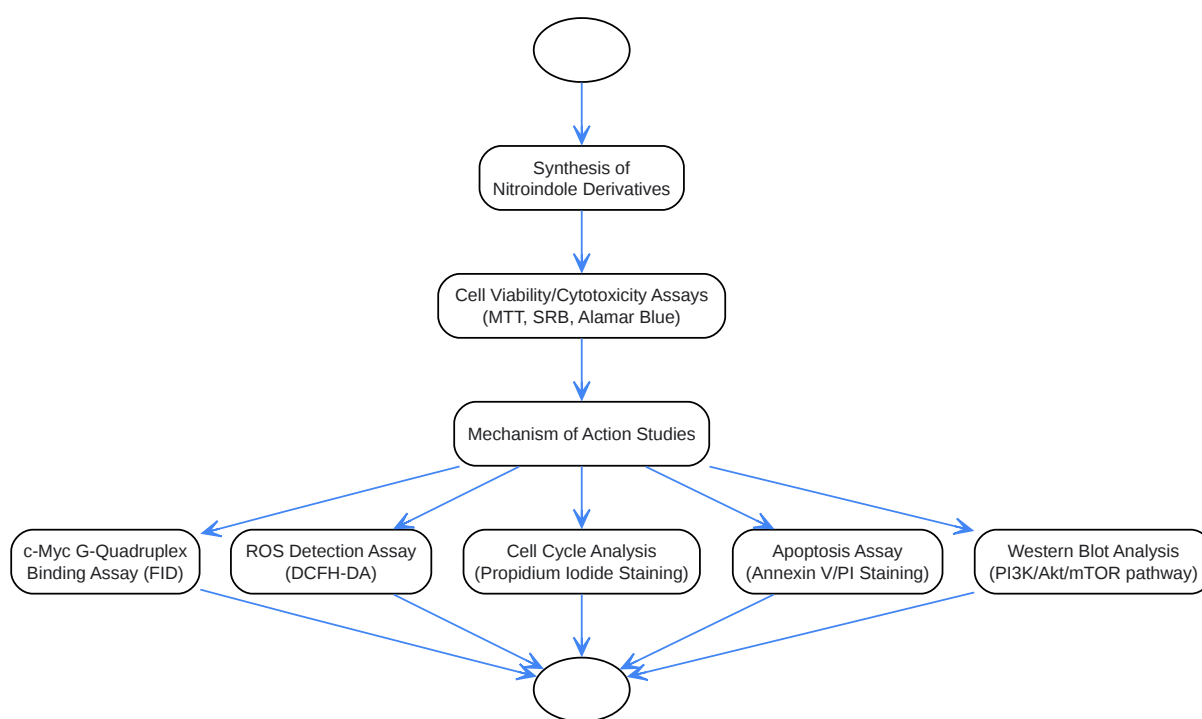 Synthesis of
Nitroindole Derivatives
Cell Viability/Cytotoxicity Assays
(MTT, SRB, Alamar Blue)
Mechanism of Action Studies
c-Myc G-Quadruplex
Binding Assay (FID)
ROS Detection Assay
(DCFH-DA)
Cell Cycle Analysis
(Propidium Iodide Staining)
Apoptosis Assay
(Annexin V/PI Staining)
Western Blot Analysis
(PI3K/Akt/mTOR pathway)